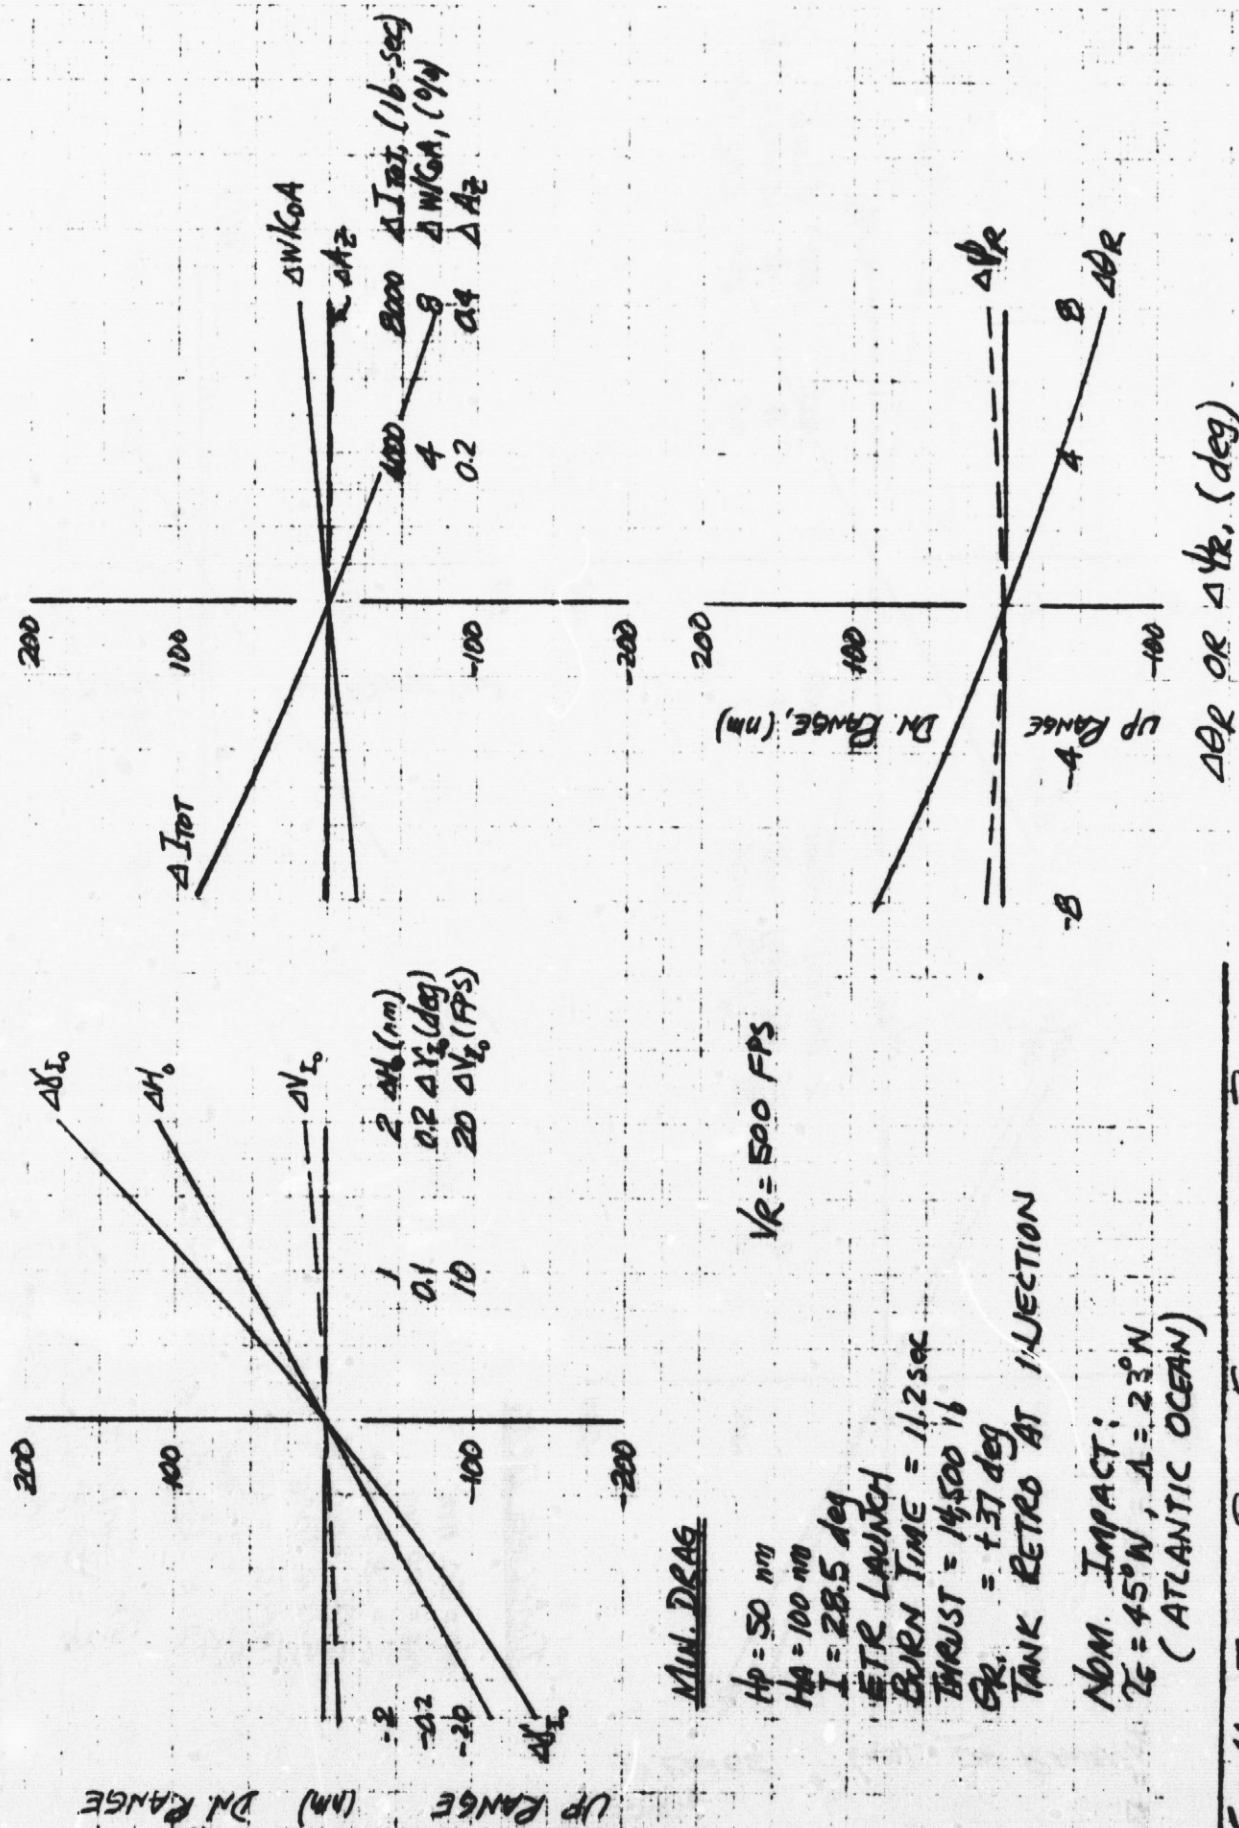 200
100
-100
-200
ΔγI₀
ΔH₀
ΔVI₀
1 2 ΔH₀ (nm)
0.1 0.2 ΔγI₀ (deg)
10 20 ΔVI₀ (FPS)
-2
-0.2
-20
ΔγI₀
UP RANGE (nm) DN. RANGE
200
100
-100
-200
ΔITOT
ΔW/CDA
ΔAz
4000 8000 ΔITOT, (lb-sec)
4 8 ΔW/CDA, (%)
0.2 0.4 ΔAz
MIN. DRAG
HP = 50 nm
HA = 100 nm
I = 28.5 deg
ETR LAUNCH
BURN TIME = 11.2 sec
THRUST = 14,500 lb
θR. = +37 deg
TANK RETRO AT INJECTION
VR = 500 FPS
NOM. IMPACT:
45°N, Λ = 23°N
(ATLANTIC OCEAN)
200
100
-100
UP RANGE DN. RANGE, (nm)
ΔψR
ΔθR
-8 -4 4 8
ΔθR OR ΔψR, (deg)